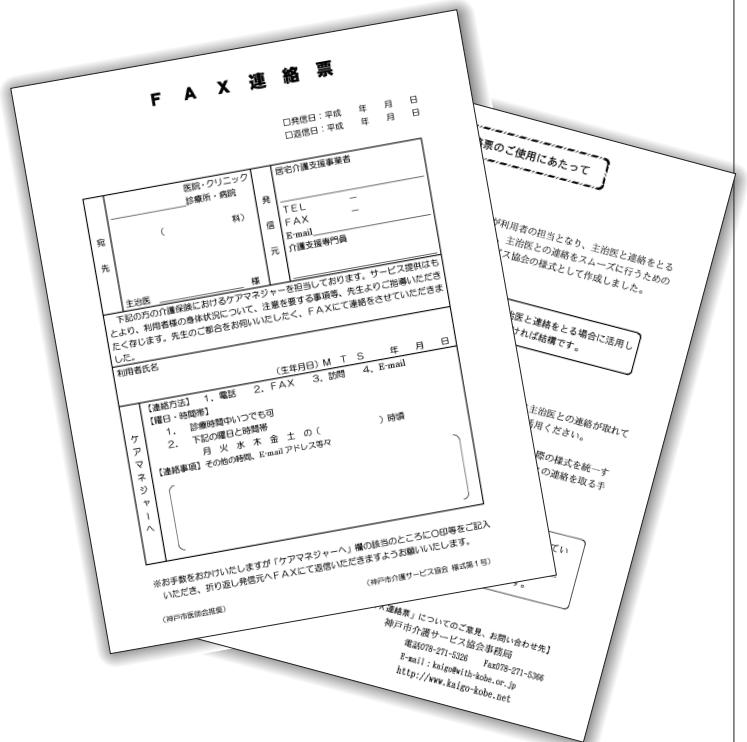 FAX連絡票
□発信日：平成　年　月　日
□返信日：平成　年　月　日
宛先
医院・クリニック
診療所・病院
（　　　科）
主治医　　　様
発信元
居宅介護支援事業者
TEL　－
FAX　－
E-mail
介護支援専門員
下記の方の介護保険におけるケアマネジャーを担当しております。サービス提供はも
とより、利用者様の身体状況について、注意を要する事項等、先生よりご指導いただき
たく存じます。先生のご都合をお伺いいたしたく、FAXにて連絡をさせていただきま
した。
利用者氏名　　（生年月日）M　T　S　　年　月　日
ケアマネジャーへ
【連絡方法】　1．電話　2．FAX　3．訪問　4．E-mail
【曜日・時間帯】
1．　診療時間中いつでも可
2．　下記の曜日と時間帯
月　火　水　木　金　土　の（　　　）時頃
【連絡事項】その他の時間、E-mailアドレス等々
※お手数をおかけいたしますが「ケアマネジャーへ」欄の該当のところに〇印等をご記入
いただき、折り返し発信元へFAXにて返信いただきますようお願いいたします。
（神戸市医師会推奨）
（神戸市介護サービス協会 様式第1号）
票のご使用にあたって
が利用者の担当となり、主治医と連絡をとる
主治医との連絡をスムーズに行うための
ス協会の様式として作成しました。
治医と連絡をとる場合に活用し
ければ結構です。
主治医との連絡が取れて
活用ください。
際の様式を統一す
の連絡を取る手
てい
す。
連絡票」についてのご意見、お問い合わせ先】
神戸市介護サービス協会事務局
電話078-271-5326　Fax078-271-5366
E-mail：kaigo@with-kobe.or.jp
http://www.kaigo-kobe.net